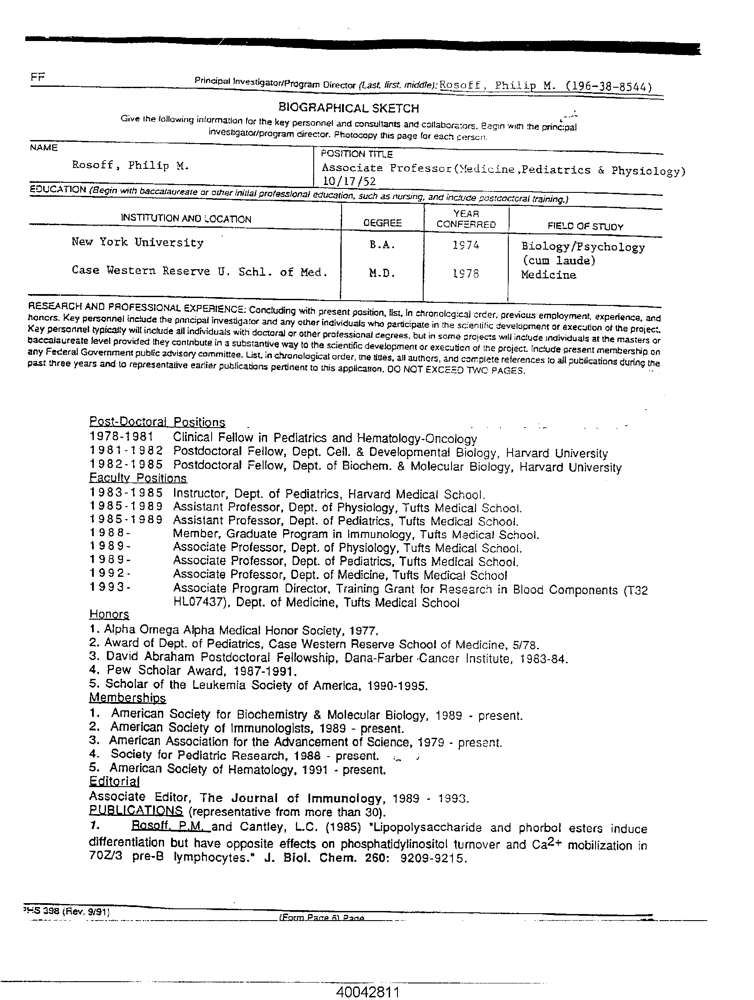 FF
Principal Investigator/Program Director (Last, first, middle): Rosoff, Philip M. (196-38-8544)
BIOGRAPHICAL SKETCH
Give the following information for the key personnel and consultants and collaborators. Begin with the principal
investigator/program director. Photocopy this page for each person.
NAME
Rosoff, Philip M.
POSITION TITLE
Associate Professor(Medicine,Pediatrics & Physiology)
10/17/52
EDUCATION (Begin with baccalaureate or other initial professional education, such as nursing, and include postdoctoral training.)
INSTITUTION AND LOCATION DEGREE YEAR CONFERRED FIELD OF STUDY
New York University B.A. 1974 Biology/Psychology
(cum laude)
Case Western Reserve U. Schl. of Med. M.D. 1978 Medicine
RESEARCH AND PROFESSIONAL EXPERIENCE: Concluding with present position, list, in chronological order, previous employment, experience, and
honors. Key personnel include the principal investigator and any other individuals who participate in the scientific development or execution of the project.
Key personnel typically will include all individuals with doctoral or other professional degrees, but in some projects will include individuals at the masters or
baccalaureate level provided they contribute in a substantive way to the scientific development or execution of the project. Include present membership on
any Federal Government public advisory committee. List, in chronological order, the titles, all authors, and complete references to all publications during the
past three years and to representative earlier publications pertinent to this application. DO NOT EXCEED TWO PAGES.
Post-Doctoral Positions
1978-1981 Clinical Fellow in Pediatrics and Hematology-Oncology
1981-1982 Postdoctoral Fellow, Dept. Cell. & Developmental Biology, Harvard University
1982-1985 Postdoctoral Fellow, Dept. of Biochem. & Molecular Biology, Harvard University
Faculty Positions
1983-1985 Instructor, Dept. of Pediatrics, Harvard Medical School.
1985-1989 Assistant Professor, Dept. of Physiology, Tufts Medical School.
1985-1989 Assistant Professor, Dept. of Pediatrics, Tufts Medical School.
1988- Member, Graduate Program in Immunology, Tufts Medical School.
1989- Associate Professor, Dept. of Physiology, Tufts Medical School.
1989- Associate Professor, Dept. of Pediatrics, Tufts Medical School.
1992- Associate Professor, Dept. of Medicine, Tufts Medical School
1993- Associate Program Director, Training Grant for Research in Blood Components (T32
HL07437), Dept. of Medicine, Tufts Medical School
Honors
1. Alpha Omega Alpha Medical Honor Society, 1977.
2. Award of Dept. of Pediatrics, Case Western Reserve School of Medicine, 5/78.
3. David Abraham Postdoctoral Fellowship, Dana-Farber Cancer Institute, 1983-84.
4. Pew Scholar Award, 1987-1991.
5. Scholar of the Leukemia Society of America, 1990-1995.
Memberships
1. American Society for Biochemistry & Molecular Biology, 1989 - present.
2. American Society of Immunologists, 1989 - present.
3. American Association for the Advancement of Science, 1979 - present.
4. Society for Pediatric Research, 1988 - present.
5. American Society of Hematology, 1991 - present.
Editorial
Associate Editor, The Journal of Immunology, 1989 - 1993.
PUBLICATIONS (representative from more than 30).
1. Rosoff, P.M. and Cantley, L.C. (1985) "Lipopolysaccharide and phorbol esters induce
differentiation but have opposite effects on phosphatidylinositol turnover and Ca2+ mobilization in
70Z/3 pre-B lymphocytes." J. Biol. Chem. 260: 9209-9215.
PHS 398 (Rev. 9/91) (Form Page 6) Page
40042811